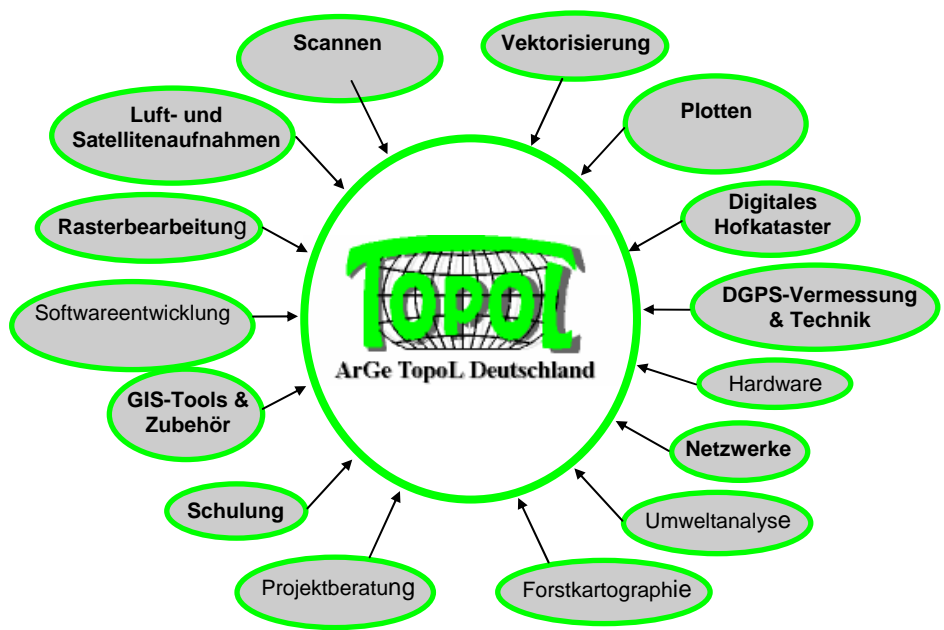 Scannen
Vektorisierung
Luft- und
Satellitenaufnahmen
Plotten
Rasterbearbeitung
Digitales
Hofkataster
Softwareentwicklung
TOPOL
ArGe TopoL Deutschland
DGPS-Vermessung
& Technik
GIS-Tools &
Zubehör
Hardware
Netzwerke
Schulung
Umweltanalyse
Projektberatung
Forstkartographie